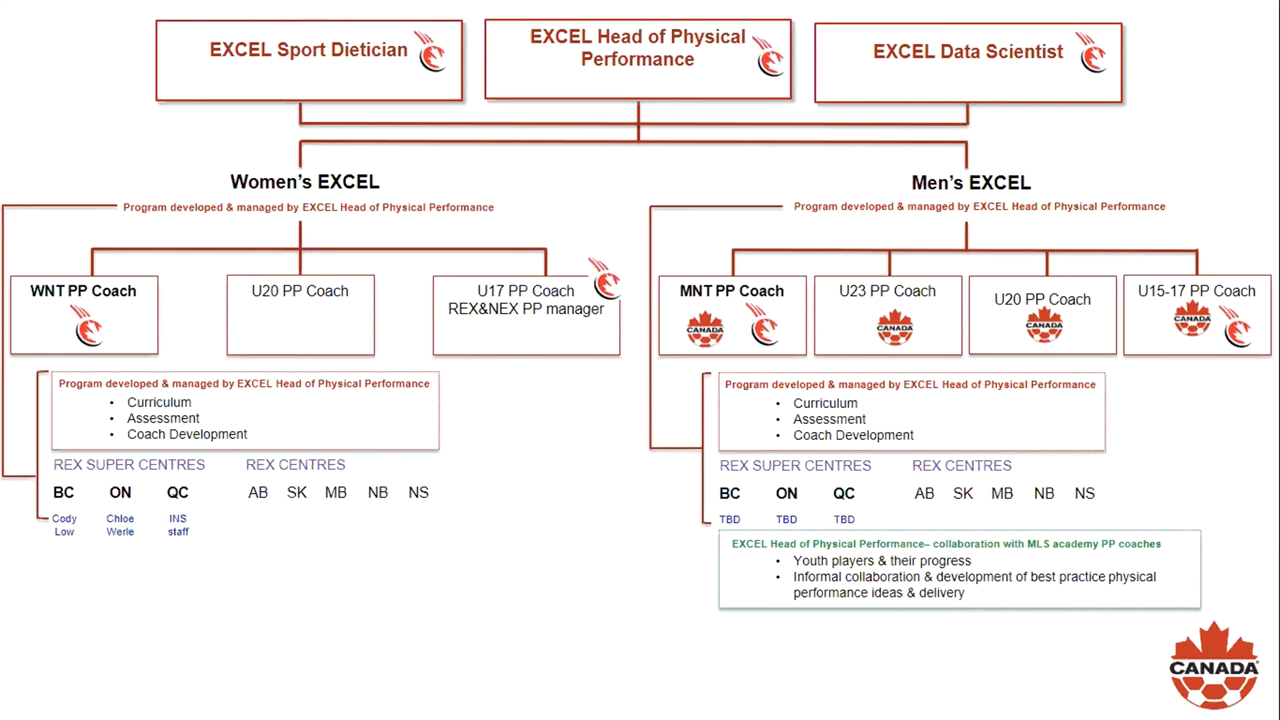 EXCEL Sport Dietician
EXCEL Head of Physical
Performance
EXCEL Data Scientist
Women's EXCEL
Program developed & managed by EXCEL Head of Physical Performance
WNT PP Coach
U20 PP Coach
U17 PP Coach
REX&NEX PP manager
Program developed & managed by EXCEL Head of Physical Performance
• Curriculum
• Assessment
• Coach Development
REX SUPER CENTRES REX CENTRES
BC ON QC AB SK MB NB NS
Cody Chloe INS
Low Werle staff
Men's EXCEL
Program developed & managed by EXCEL Head of Physical Performance
MNT PP Coach
CANADA
U23 PP Coach
CANADA
U20 PP Coach
CANADA
U15-17 PP Coach
CANADA
Program developed & managed by EXCEL Head of Physical Performance
• Curriculum
• Assessment
• Coach Development
REX SUPER CENTRES REX CENTRES
BC ON QC AB SK MB NB NS
TBD TBD TBD
EXCEL Head of Physical Performance– collaboration with MLS academy PP coaches
• Youth players & their progress
• Informal collaboration & development of best practice physical
performance ideas & delivery
CANADA